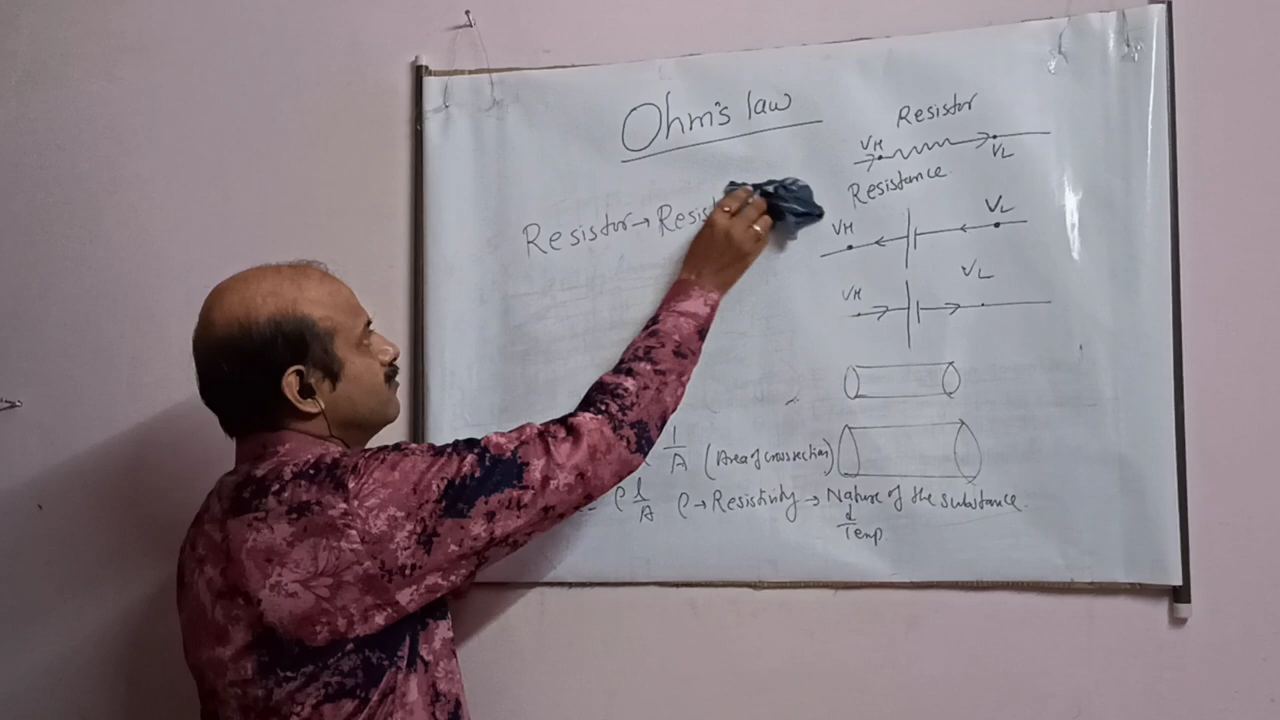 Ohm's law
Resistor → Resis
Resistor
VH
VL
Resistance
VH
VL
VH
VL
1/A (Area of cross section)
= ρ l/A ρ → Resistivity → Nature of the substance.
&
Temp.